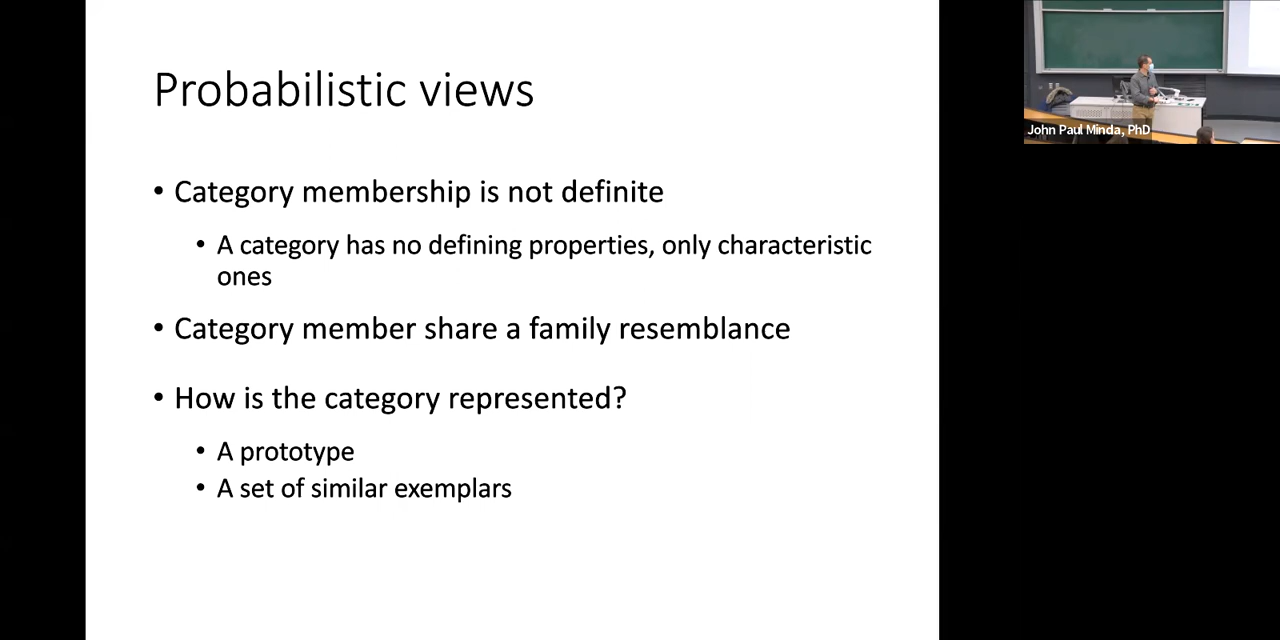 Probabilistic views
• Category membership is not definite
• A category has no defining properties, only characteristic
ones
• Category member share a family resemblance
• How is the category represented?
• A prototype
• A set of similar exemplars
John Paul Minda, PhD